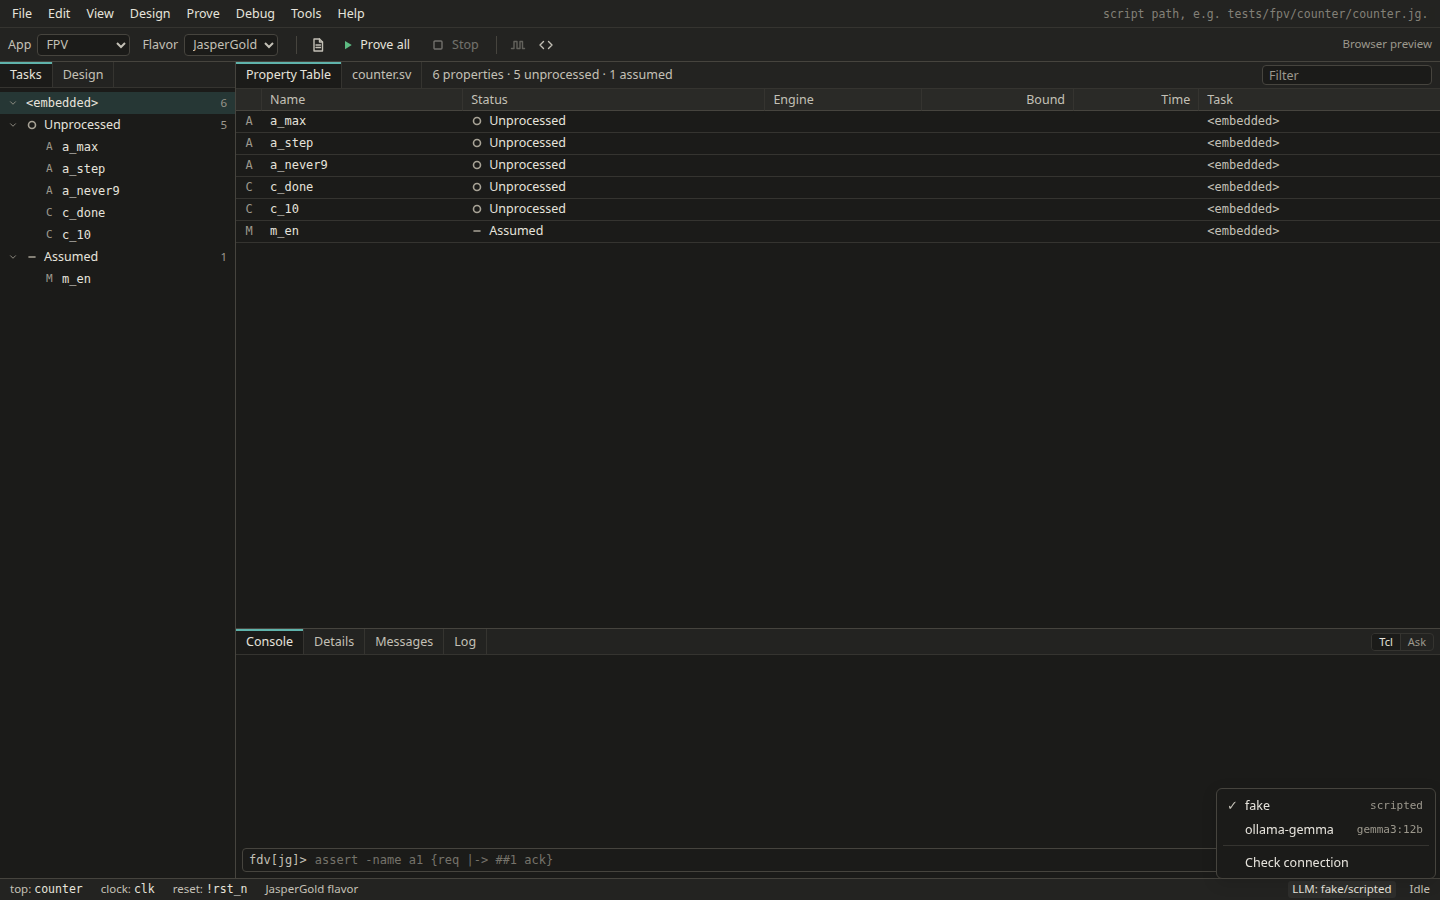 File Edit View Design Prove Debug Tools Help
script path, e.g. tests/fpv/counter/counter.jg.
App FPV Flavor JasperGold Prove all Stop Browser preview
Tasks Design
Property Table counter.sv 6 properties · 5 unprocessed · 1 assumed Filter
<embedded> 6
Unprocessed 5
A a_max
A a_step
A a_never9
C c_done
C c_10
Assumed 1
M m_en
Name Status Engine Bound Time Task
A a_max Unprocessed <embedded>
A a_step Unprocessed <embedded>
A a_never9 Unprocessed <embedded>
C c_done Unprocessed <embedded>
C c_10 Unprocessed <embedded>
M m_en Assumed <embedded>
Console Details Messages Log Tcl Ask
fdv[jg]> assert -name a1 {req |-> ##1 ack}
✓ fake scripted
ollama-gemma gemma3:12b
Check connection
top: counter clock: clk reset: !rst_n JasperGold flavor LLM: fake/scripted Idle